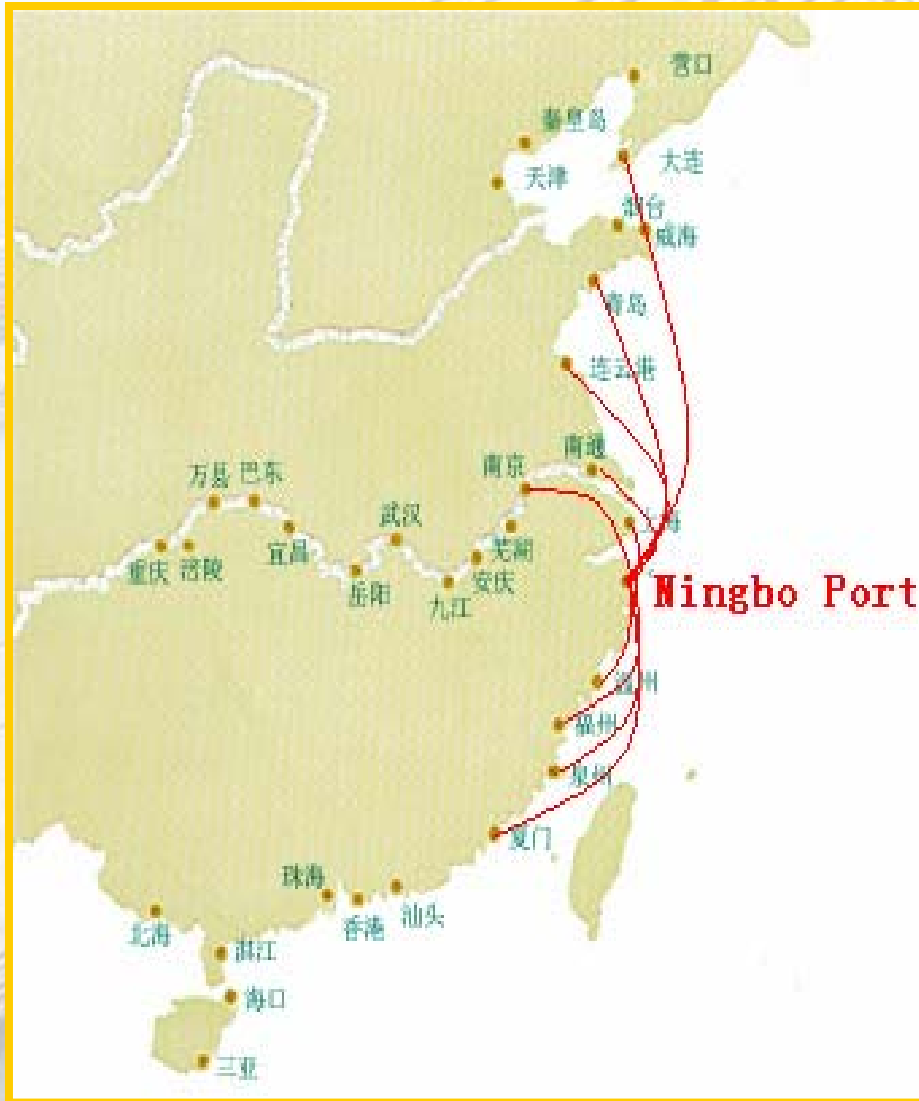 营口
秦皇岛
大连
天津
烟台
威海
青岛
连云港
南通
南京
万县
巴东
武汉
上海
宜昌
芜湖
重庆
涪陵
安庆
岳阳
九江
Ningbo Port
温州
福州
泉州
厦门
珠海
汕头
香港
北海
湛江
海口
三亚